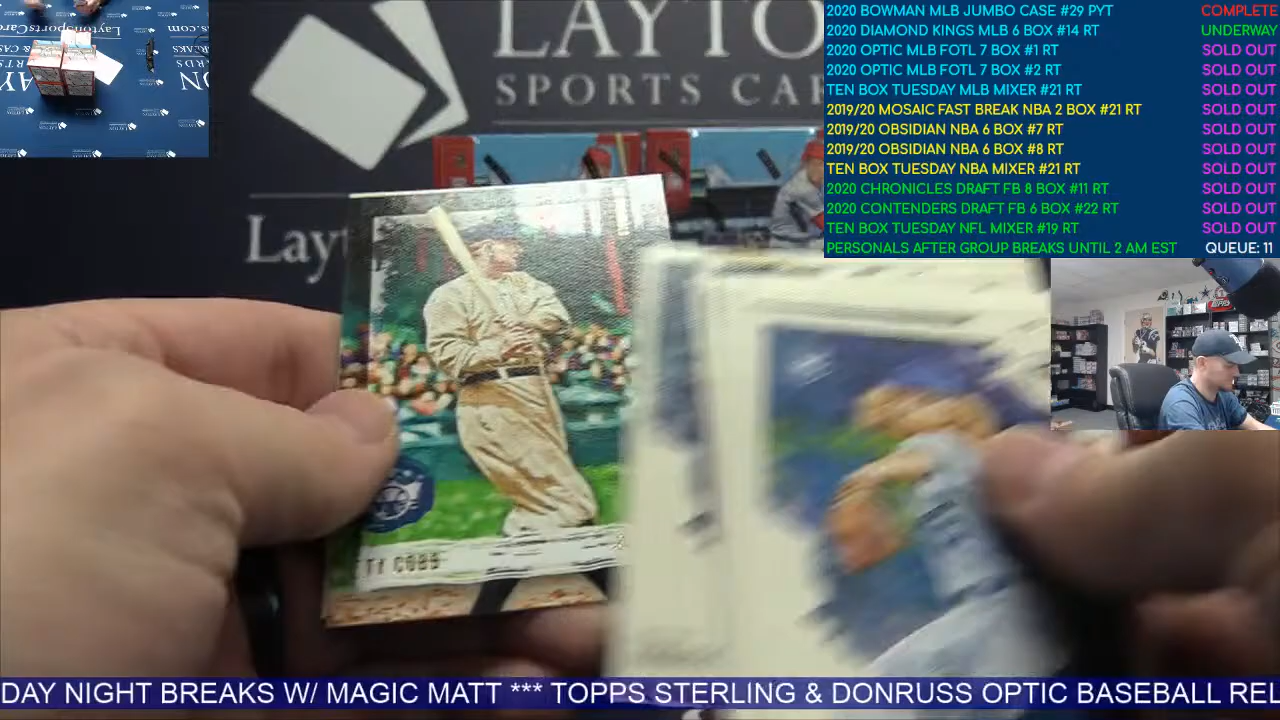 LaytonSportsCards
LAYTO
SPORTS CAR
Layt
TY COBB
2020 BOWMAN MLB JUMBO CASE #29 PYT COMPLETE
2020 DIAMOND KINGS MLB 6 BOX #14 RT UNDERWAY
2020 OPTIC MLB FOTL 7 BOX #1 RT SOLD OUT
2020 OPTIC MLB FOTL 7 BOX #2 RT SOLD OUT
TEN BOX TUESDAY MLB MIXER #21 RT SOLD OUT
2019/20 MOSAIC FAST BREAK NBA 2 BOX #21 RT SOLD OUT
2019/20 OBSIDIAN NBA 6 BOX #7 RT SOLD OUT
2019/20 OBSIDIAN NBA 6 BOX #8 RT SOLD OUT
TEN BOX TUESDAY NBA MIXER #21 RT SOLD OUT
2020 CHRONICLES DRAFT FB 8 BOX #11 RT SOLD OUT
2020 CONTENDERS DRAFT FB 6 BOX #22 RT SOLD OUT
TEN BOX TUESDAY NFL MIXER #19 RT SOLD OUT
PERSONALS AFTER GROUP BREAKS UNTIL 2 AM EST QUEUE: 11
DAY NIGHT BREAKS W/ MAGIC MATT *** TOPPS STERLING & DONRUSS OPTIC BASEBALL REL